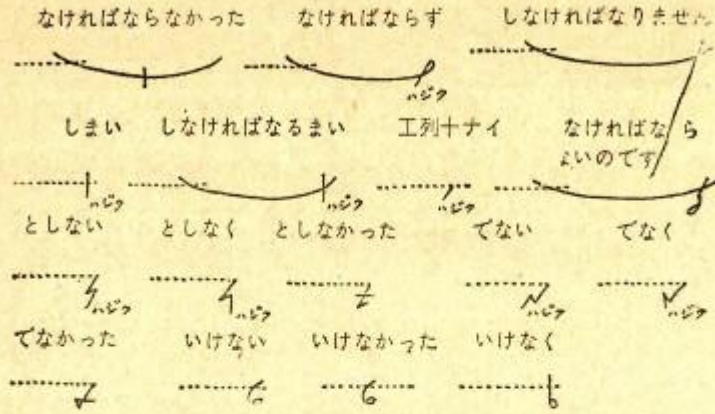 なければならなかった なければならず しなければなりません
ハジク
しまい しなければなるまい エ列十ナイ なければなら
ないのです
ハジク ハジク ハジク
としない としなく としなかった でない でなく
ハジク ハジク ハジク ハジク
でなかった いけない いけなかった いけなく